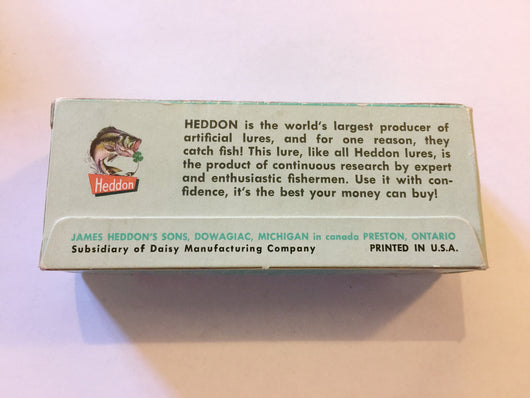 HEDDON is the world's largest producer of
artificial lures, and for one reason, they
catch fish! This lure, like all Heddon lures, is
the product of continuous research by expert
and enthusiastic fishermen. Use it with con-
fidence, it's the best your money can buy!
Heddon
JAMES HEDDON'S SONS, DOWAGIAC, MICHIGAN in canada PRESTON, ONTARIO
Subsidiary of Daisy Manufacturing Company PRINTED IN U.S.A.